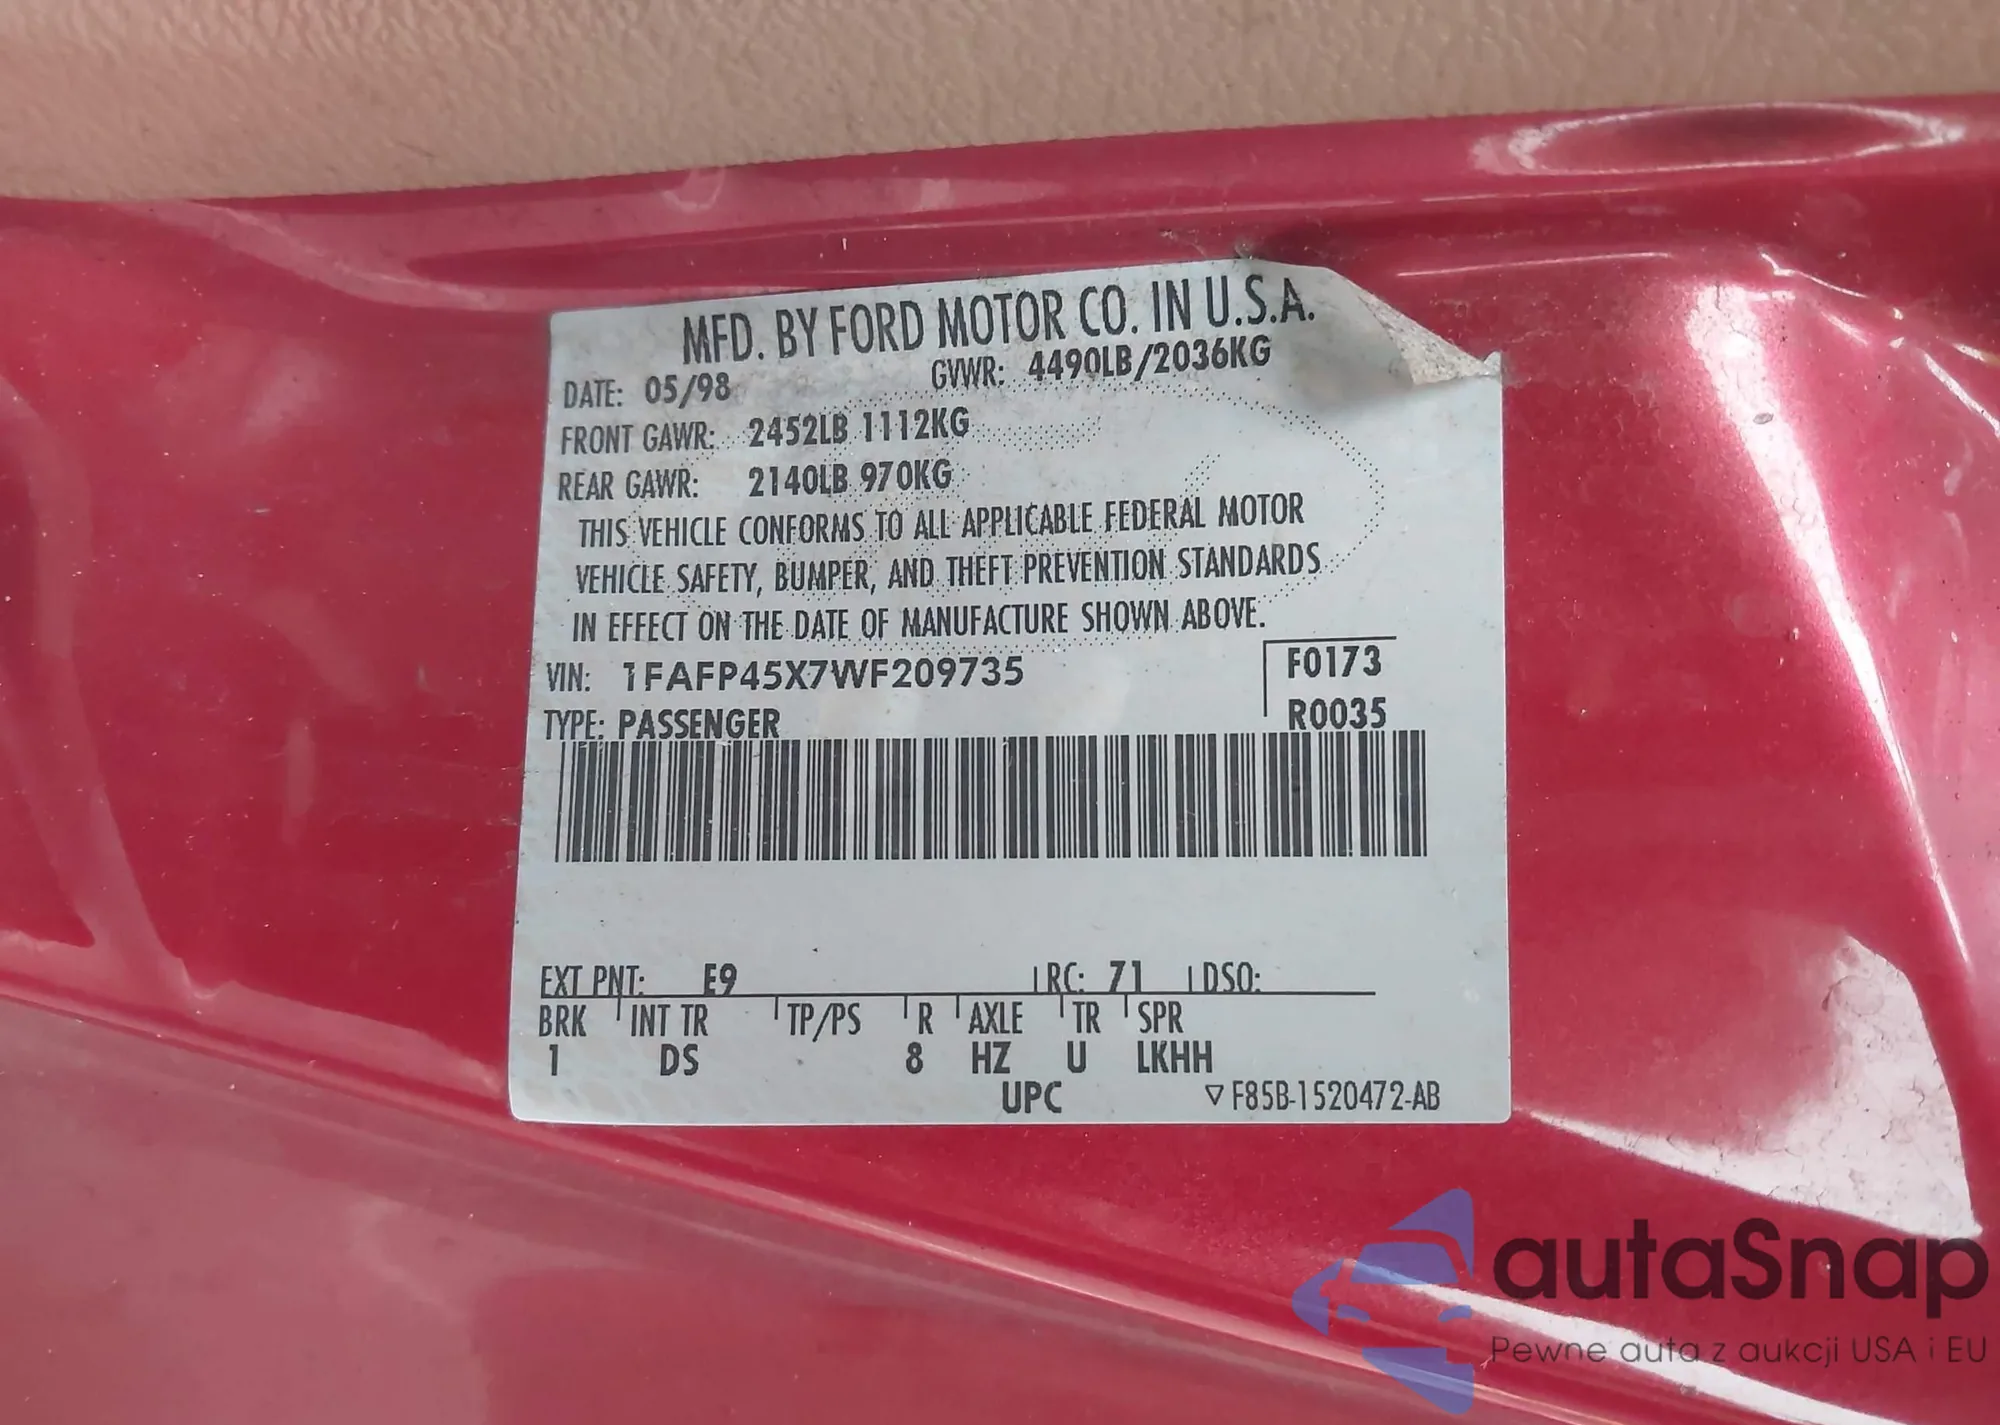 MFD. BY FORD MOTOR CO. IN U.S.A.
DATE: 05/98 GVWR: 4490LB/2036KG
FRONT GAWR: 2452LB 1112KG
REAR GAWR: 2140LB 970KG
THIS VEHICLE CONFORMS TO ALL APPLICABLE FEDERAL MOTOR
VEHICLE SAFETY, BUMPER, AND THEFT PREVENTION STANDARDS
IN EFFECT ON THE DATE OF MANUFACTURE SHOWN ABOVE.
VIN: 1FAFP45X7WF209735 F0173
TYPE: PASSENGER R0035
EXT PNT: E9 RC: 71 DSO:
BRK INT TR TP/PS R AXLE TR SPR
1 DS 8 HZ U LKHH
UPC ▽F85B-1520472-AB
autaSnap
Pewne auta z aukcji USA i EU